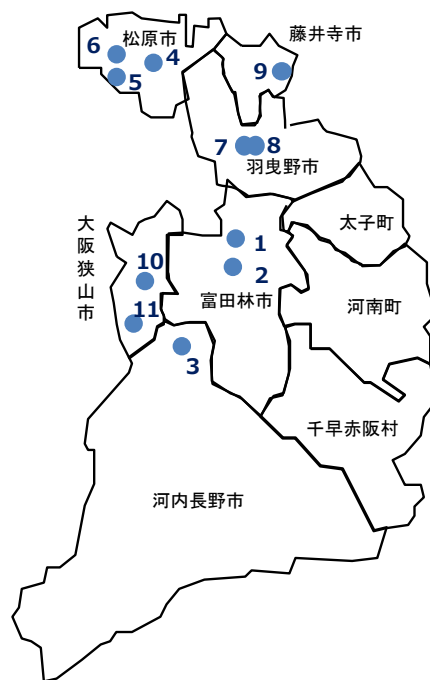 藤井寺市
松原市
6
4
5
9
7
8
羽曳野市
太子町
大阪狭山市
1
10
2
富田林市
河南町
11
3
千早赤阪村
河内長野市